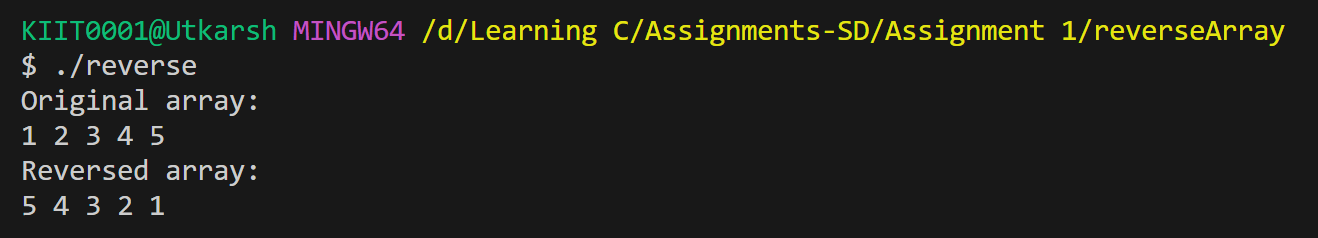 KIIT0001@Utkarsh MINGW64 /d/Learning C/Assignments-SD/Assignment 1/reverseArray
$ ./reverse
Original array:
1 2 3 4 5
Reversed array:
5 4 3 2 1